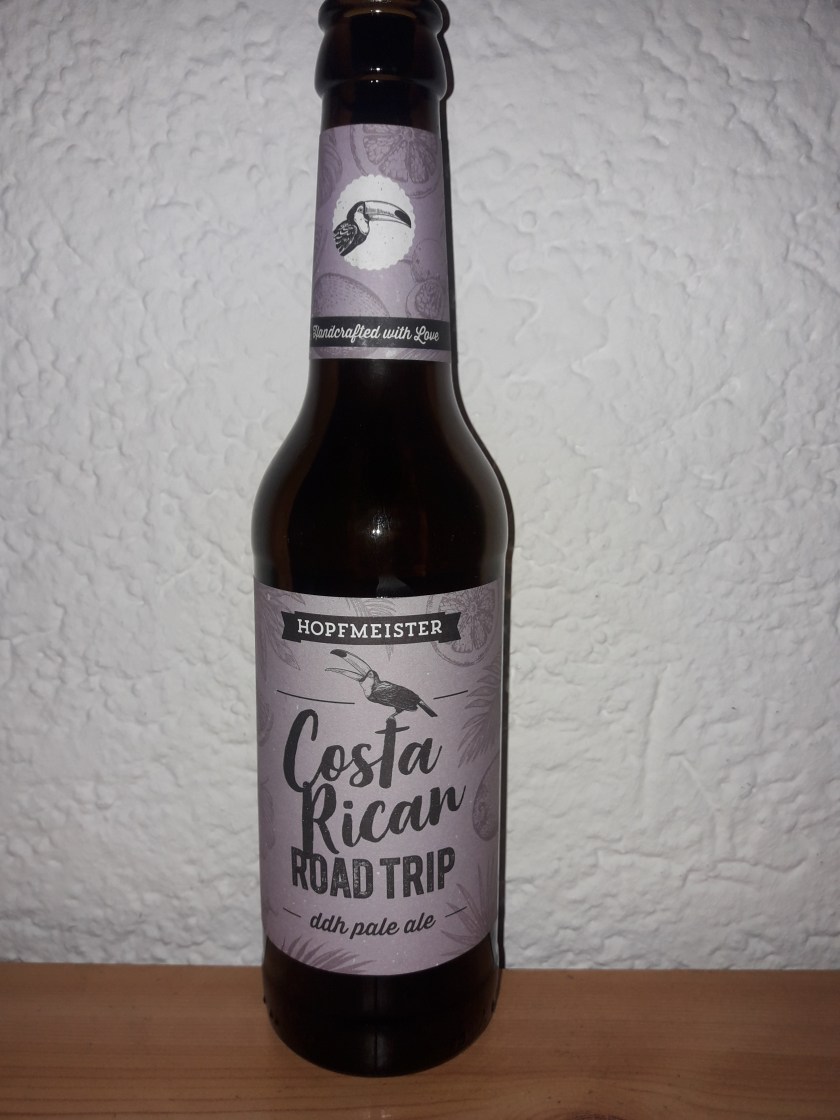 Handcrafted with Love
HOPFMEISTER
Costa
Rican
ROAD TRIP
ddh pale ale